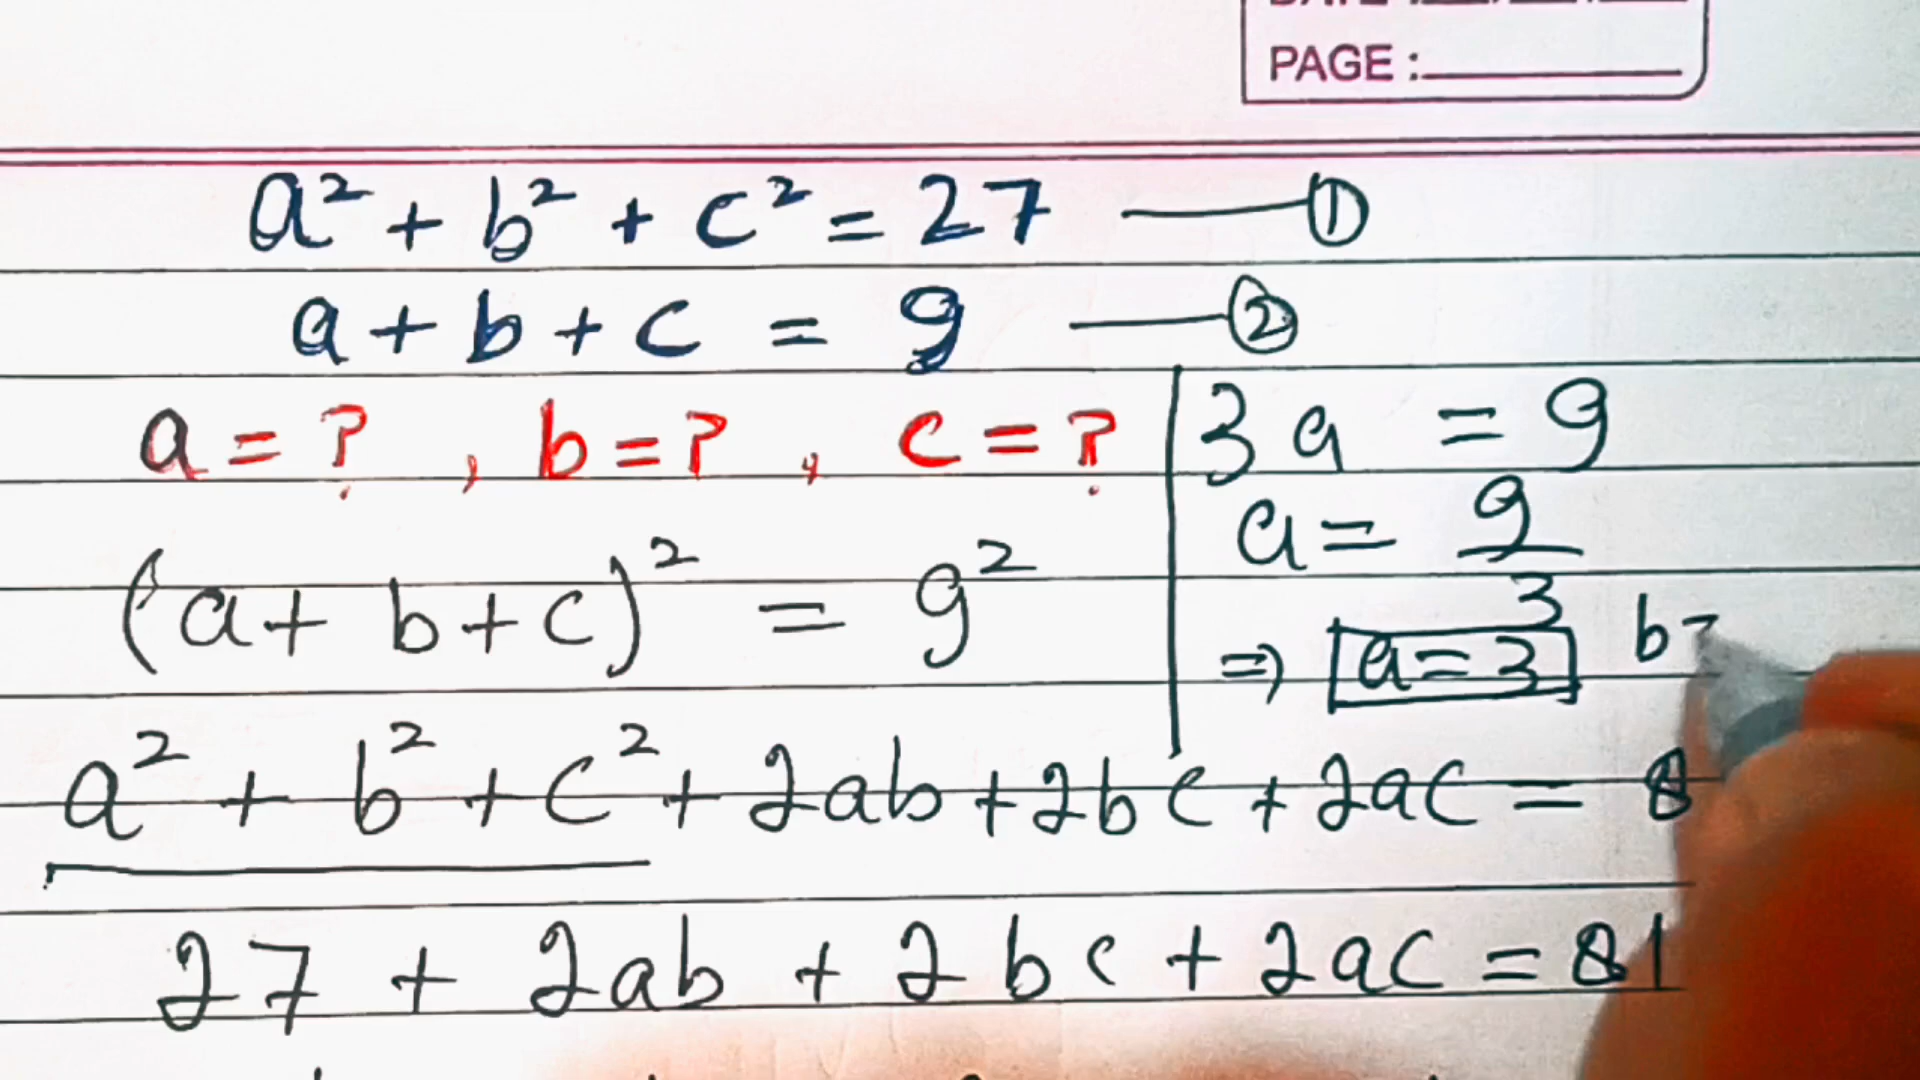 DATE :
PAGE :
a² + b² + c² = 27 —— ①
a + b + c = 9 —— ②
a = ? , b = ? , c = ?
(a + b + c)² = 9²
3a = 9
a = 9/3
⇒ a = 3 b =
a² + b² + c² + 2ab + 2bc + 2ac = 8
27 + 2ab + 2bc + 2ac = 81